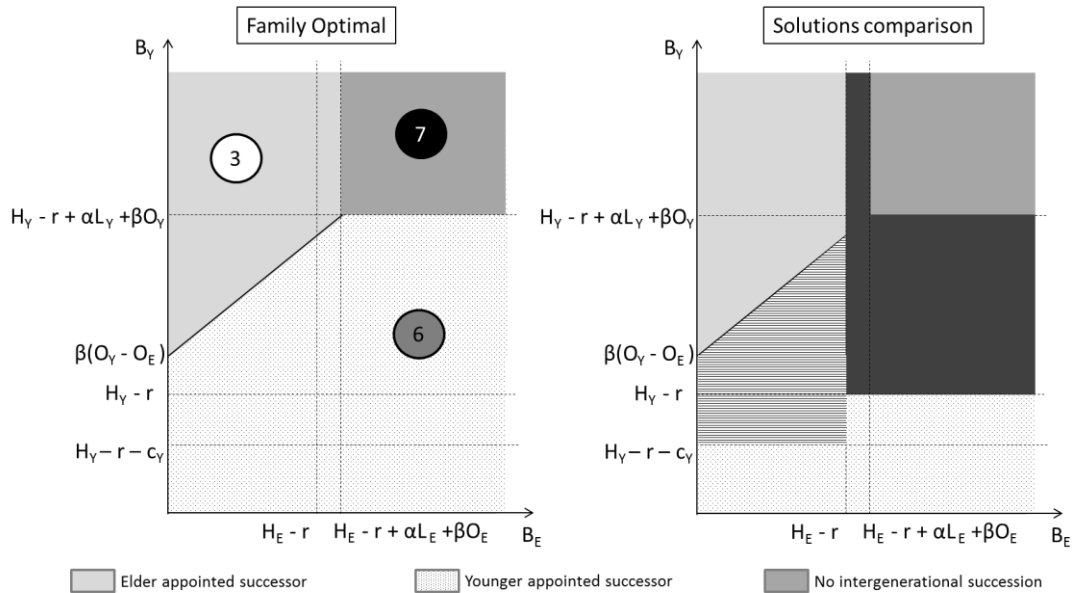 Family Optimal
B_Y
3
7
H_Y - r + αL_Y +βO_Y
6
β(O_Y - O_E)
H_Y - r
H_Y – r – c_Y
H_E - r
H_E - r + αL_E +βO_E
B_E
Solutions comparison
B_Y
H_Y - r + αL_Y +βO_Y
β(O_Y - O_E)
H_Y - r
H_Y – r – c_Y
H_E - r
H_E - r + αL_E +βO_E
B_E
Elder appointed successor
Younger appointed successor
No intergenerational succession